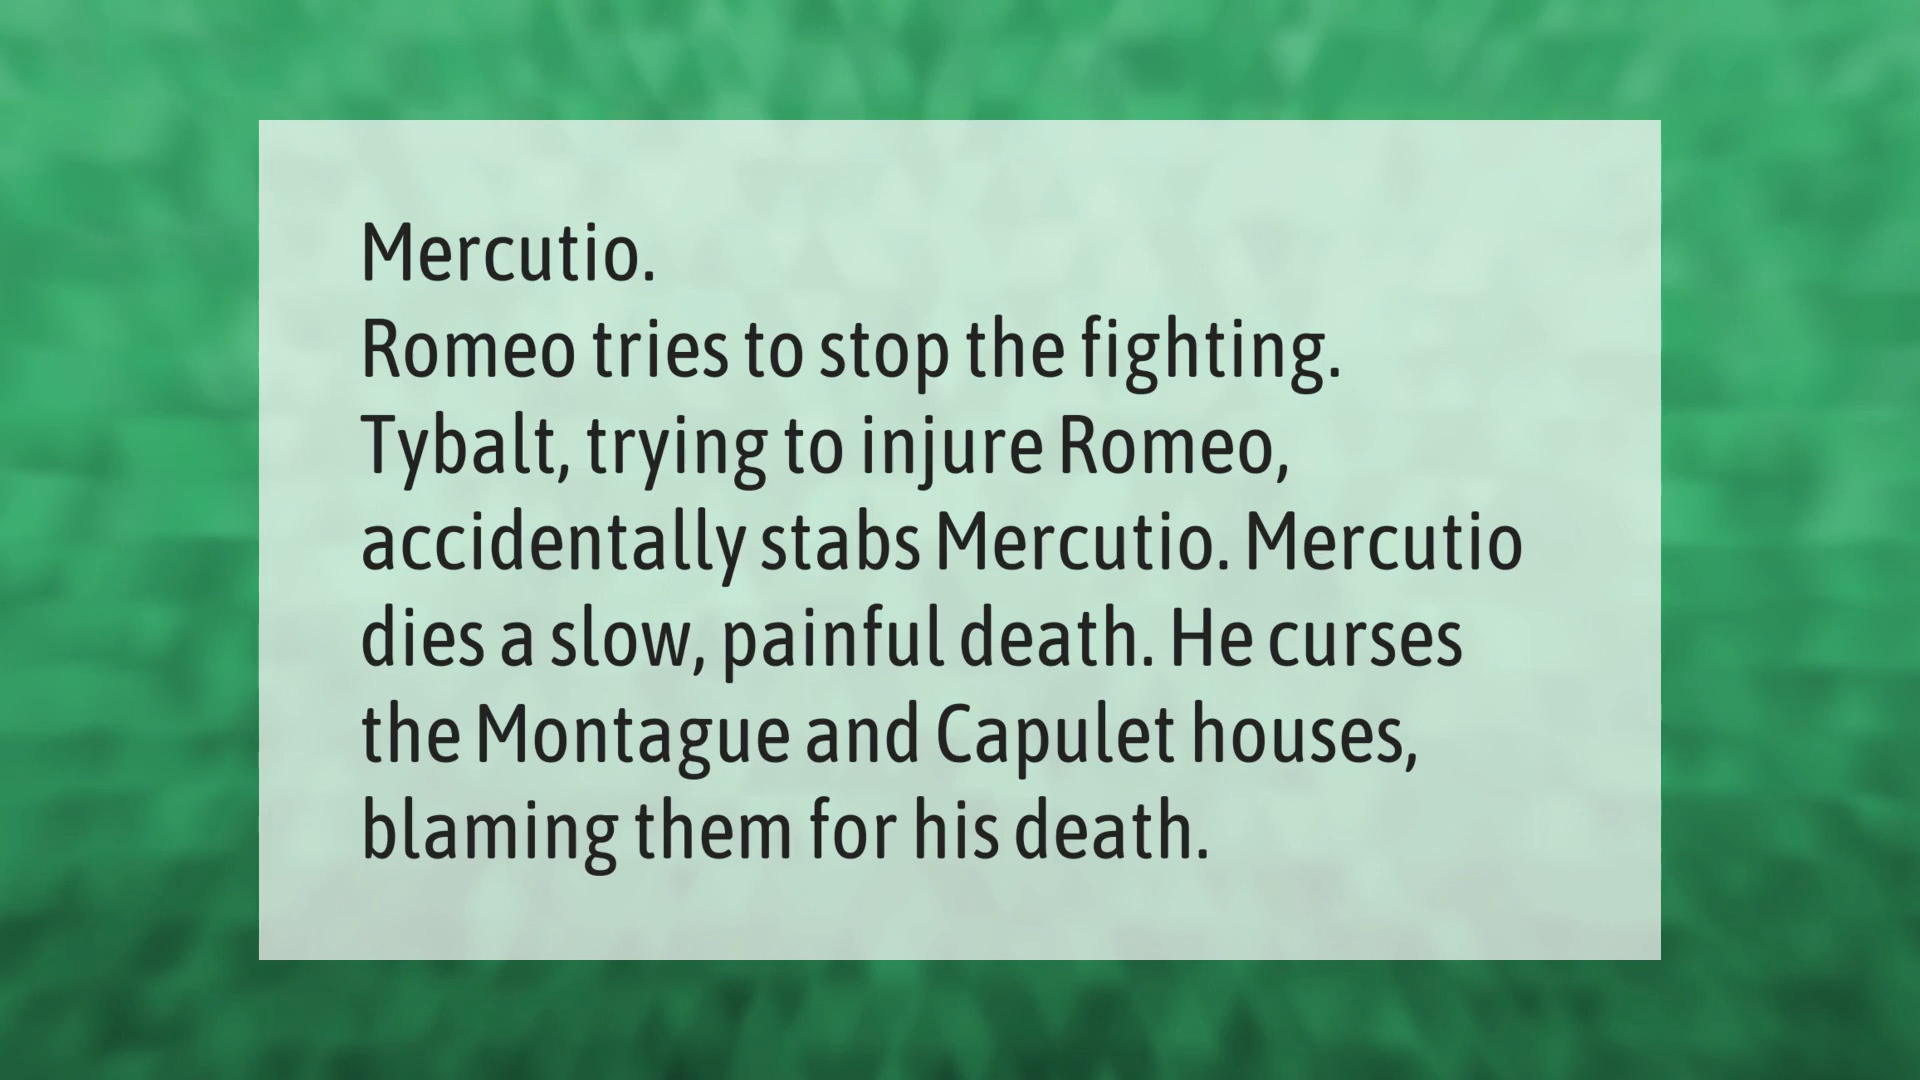 Mercutio.
Romeo tries to stop the fighting.
Tybalt, trying to injure Romeo,
accidentally stabs Mercutio. Mercutio
dies a slow, painful death. He curses
the Montague and Capulet houses,
blaming them for his death.